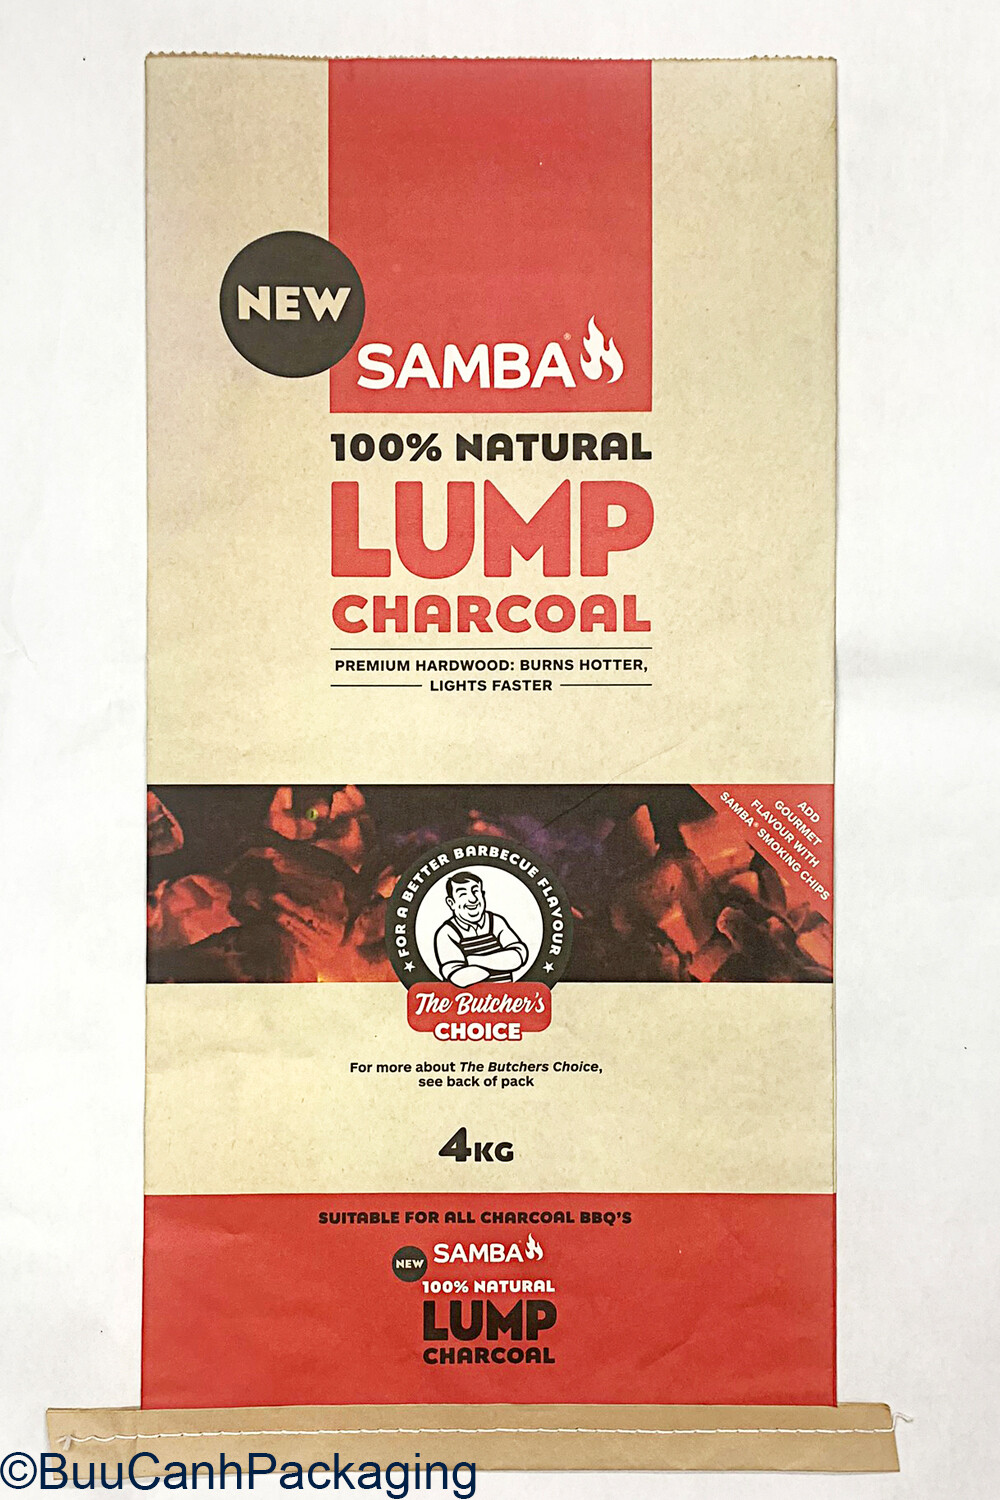 NEW
SAMBA®
100% NATURAL
LUMP
CHARCOAL
PREMIUM HARDWOOD: BURNS HOTTER,
LIGHTS FASTER
ADD
GOURMET
FLAVOUR WITH
SAMBA® SMOKING CHIPS
★ FOR A BETTER BARBECUE FLAVOUR ★
The Butcher's
CHOICE
For more about The Butchers Choice,
see back of pack
4KG
SUITABLE FOR ALL CHARCOAL BBQ'S
NEW SAMBA
100% NATURAL
LUMP
CHARCOAL
©BuuCanhPackaging